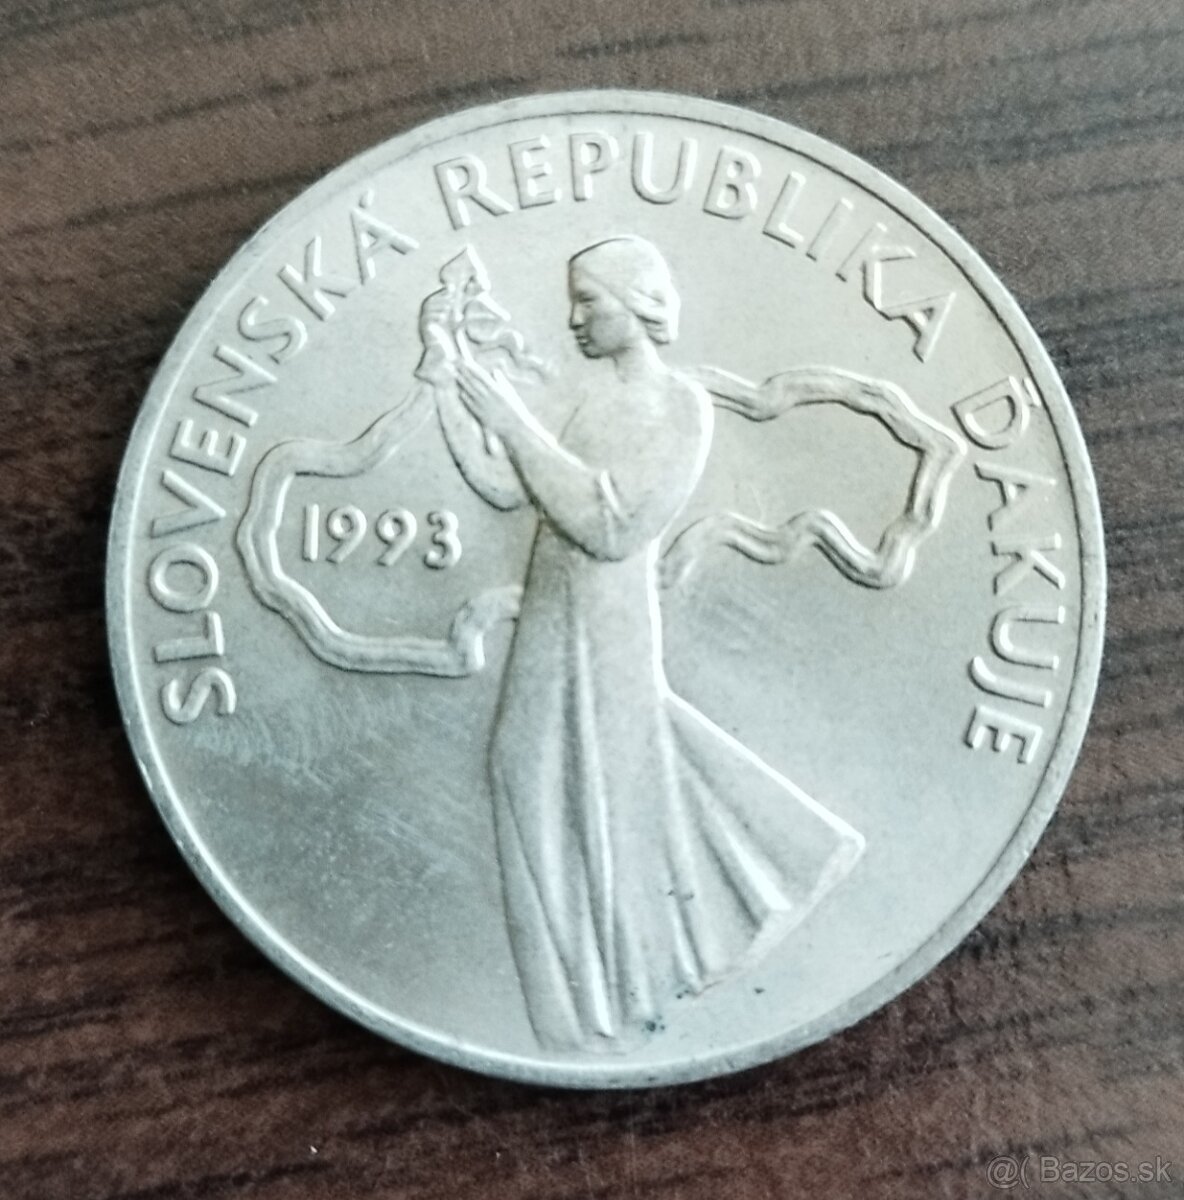 SLOVENSKÁ REPUBLIKA ĎAKUJE
1993
@( Bazos.sk